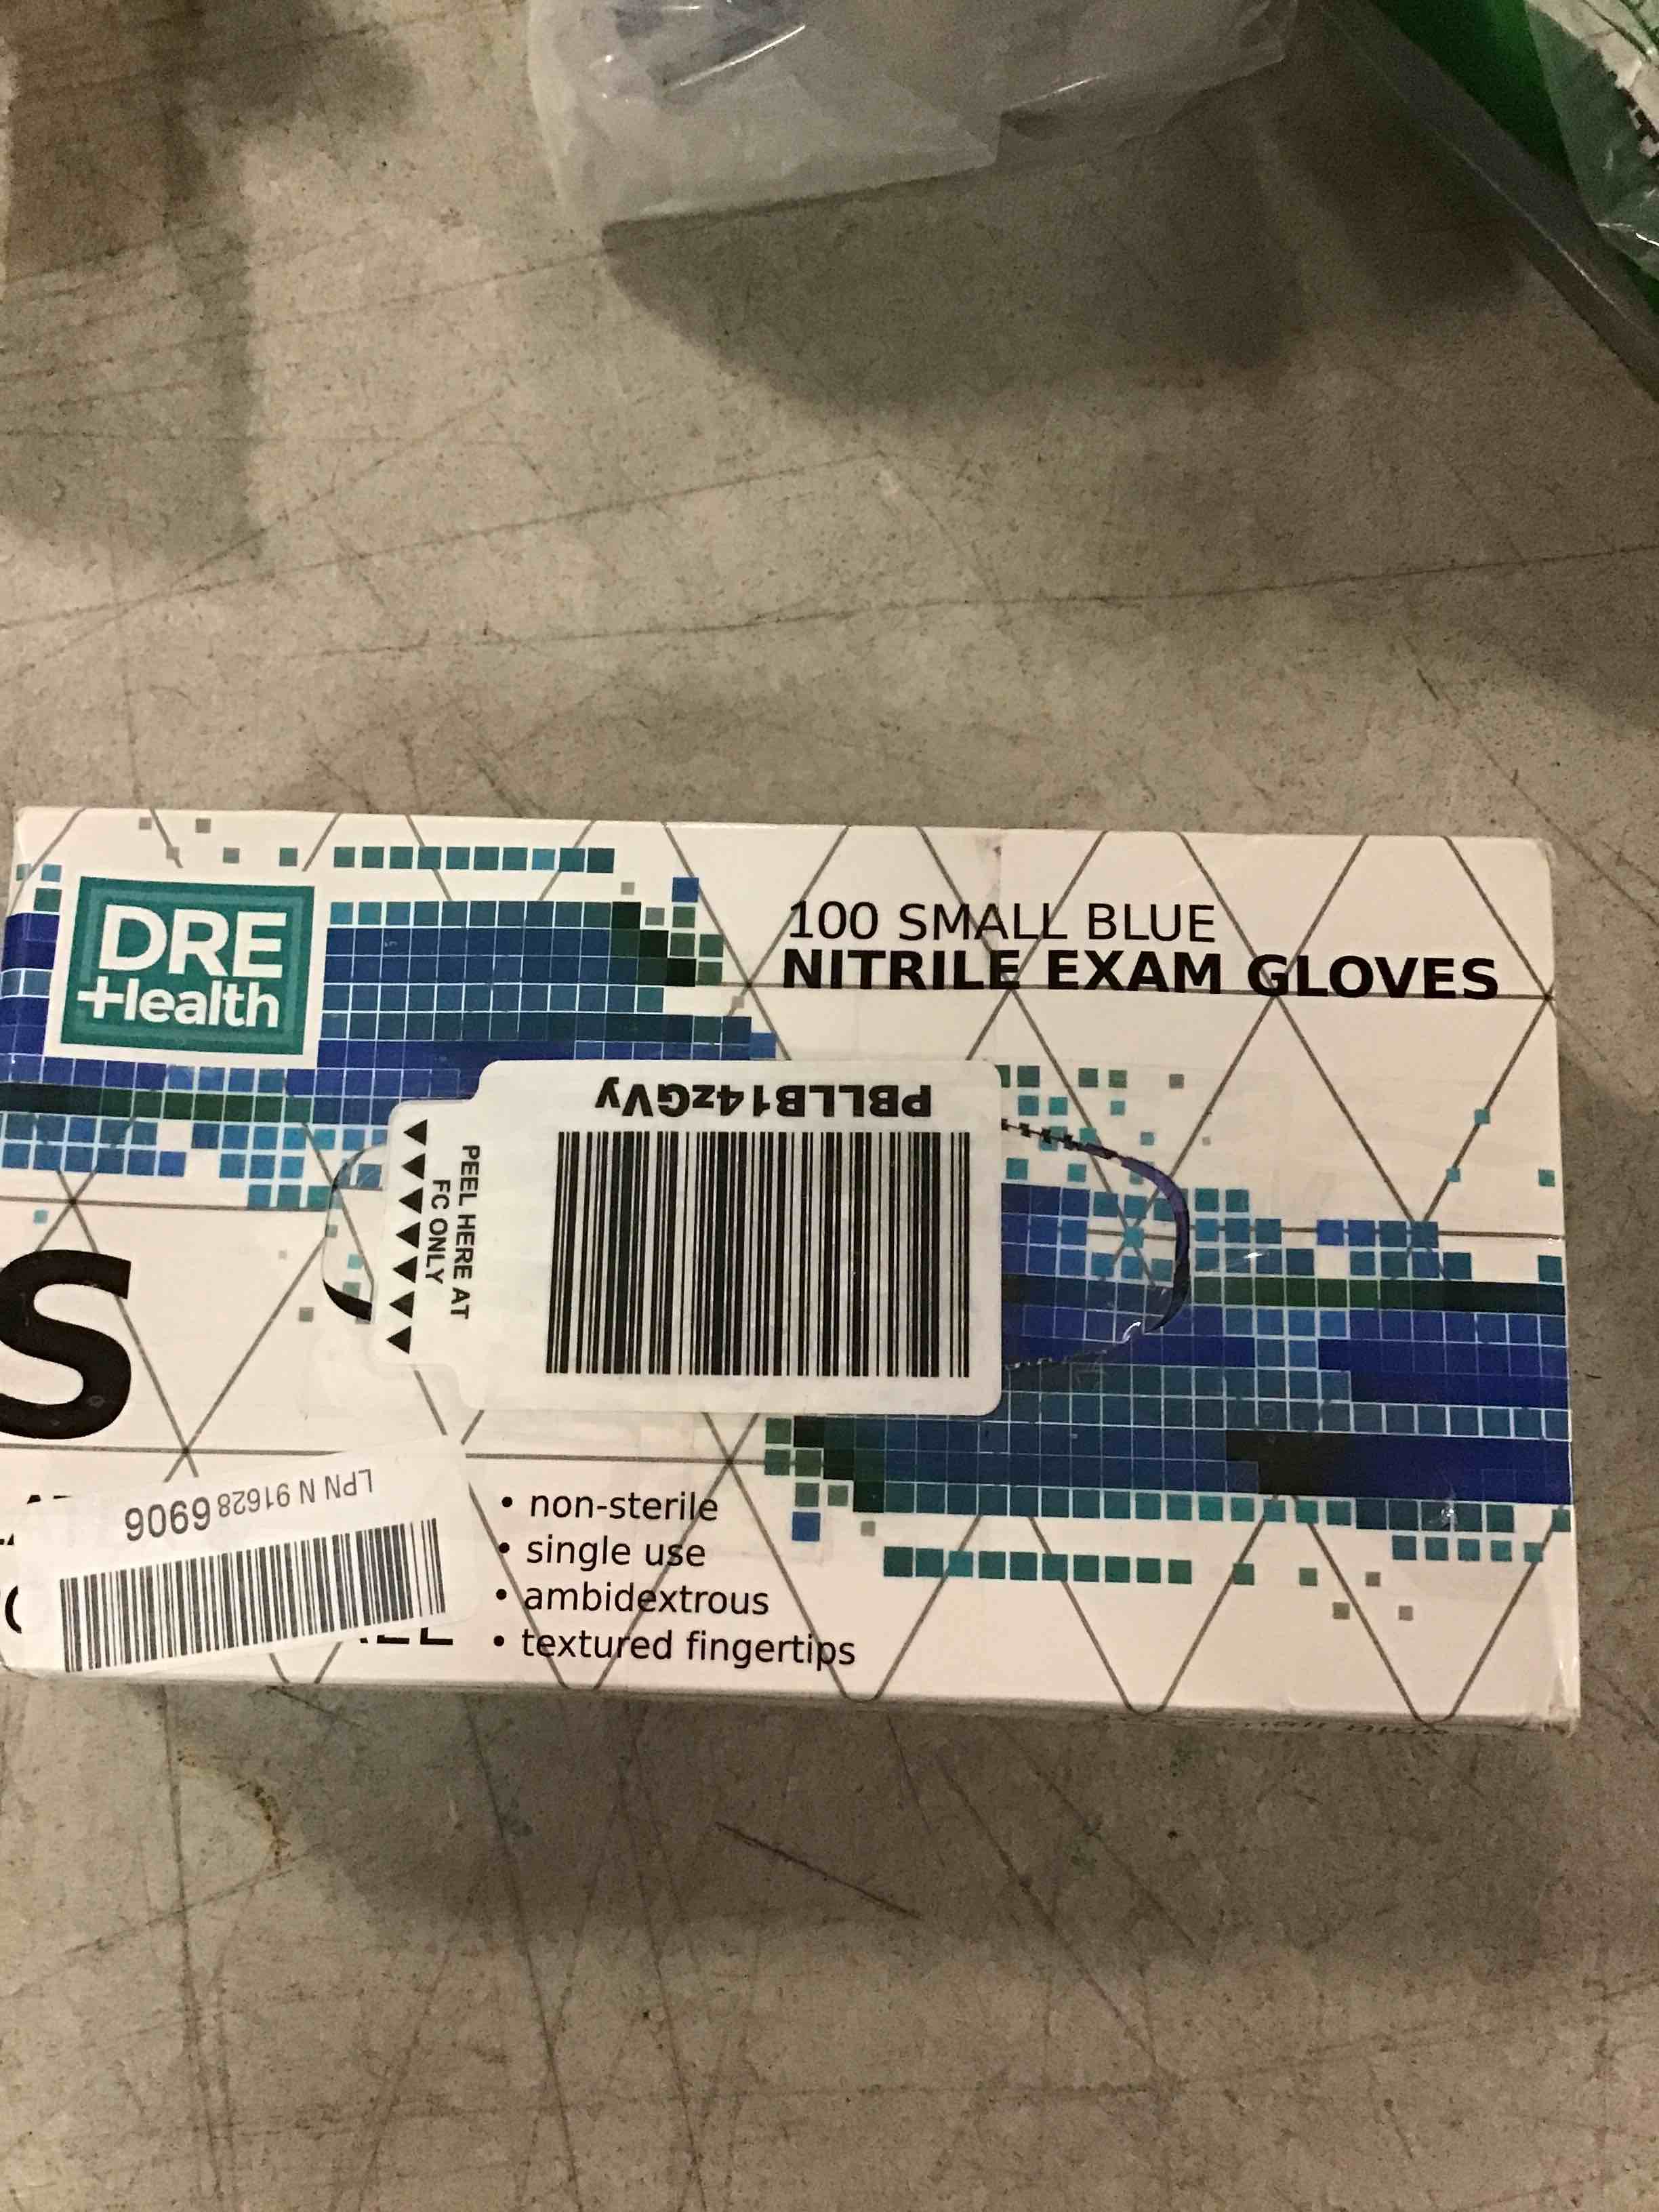 DRE
Health
100 SMALL BLUE
NITRILE EXAM GLOVES
PBLLB14zGVy
PEEL HERE AT
FC ONLY
S
LPN N 91628 6906
• non-sterile
• single use
• ambidextrous
• textured fingertips